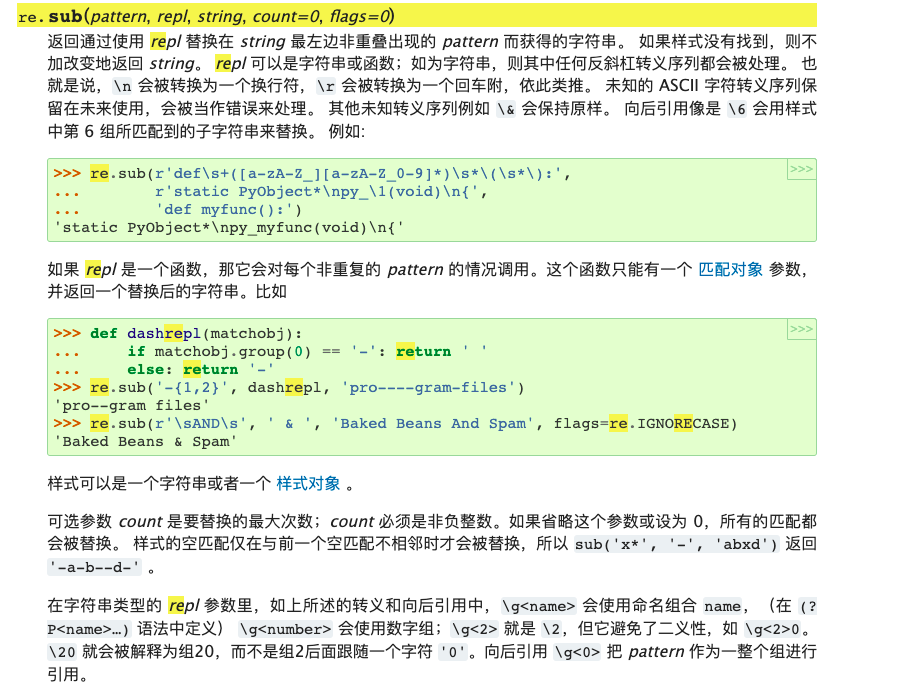 re.sub(pattern, repl, string, count=0, flags=0)
返回通过使用 repl 替换在 string 最左边非重叠出现的 pattern 而获得的字符串。 如果样式没有找到，则不
加改变地返回 string。 repl 可以是字符串或函数；如为字符串，则其中任何反斜杠转义序列都会被处理。 也
就是说，\n 会被转换为一个换行符，\r 会被转换为一个回车附，依此类推。 未知的 ASCII 字符转义序列保
留在未来使用，会被当作错误来处理。 其他未知转义序列例如 \& 会保持原样。 向后引用像是 \6 会用样式
中第 6 组所匹配到的子字符串来替换。 例如:
>>>
>>> re.sub(r'def\s+([a-zA-Z_][a-zA-Z_0-9]*)\s*\(\s*\):',
...        r'static PyObject*\npy_\1(void)\n{',
...        'def myfunc():')
'static PyObject*\npy_myfunc(void)\n{'
如果 repl 是一个函数，那它会对每个非重复的 pattern 的情况调用。这个函数只能有一个 匹配对象 参数，
并返回一个替换后的字符串。比如
>>>
>>> def dashrepl(matchobj):
...     if matchobj.group(0) == '-': return ' '
...     else: return '-'
>>> re.sub('-{1,2}', dashrepl, 'pro----gram-files')
'pro--gram files'
>>> re.sub(r'\sAND\s', ' & ', 'Baked Beans And Spam', flags=re.IGNORECASE)
'Baked Beans & Spam'
样式可以是一个字符串或者一个 样式对象 。
可选参数 count 是要替换的最大次数；count 必须是非负整数。如果省略这个参数或设为 0，所有的匹配都
会被替换。 样式的空匹配仅在与前一个空匹配不相邻时才会被替换，所以 sub('x*', '-', 'abxd') 返回
'-a-b--d-' 。
在字符串类型的 repl 参数里，如上所述的转义和向后引用中，\g<name> 会使用命名组合 name，（在 (?
P<name>…) 语法中定义） \g<number> 会使用数字组；\g<2> 就是 \2，但它避免了二义性，如 \g<2>0。
\20 就会被解释为组20，而不是组2后面跟随一个字符 '0'。向后引用 \g<0> 把 pattern 作为一整个组进行
引用。